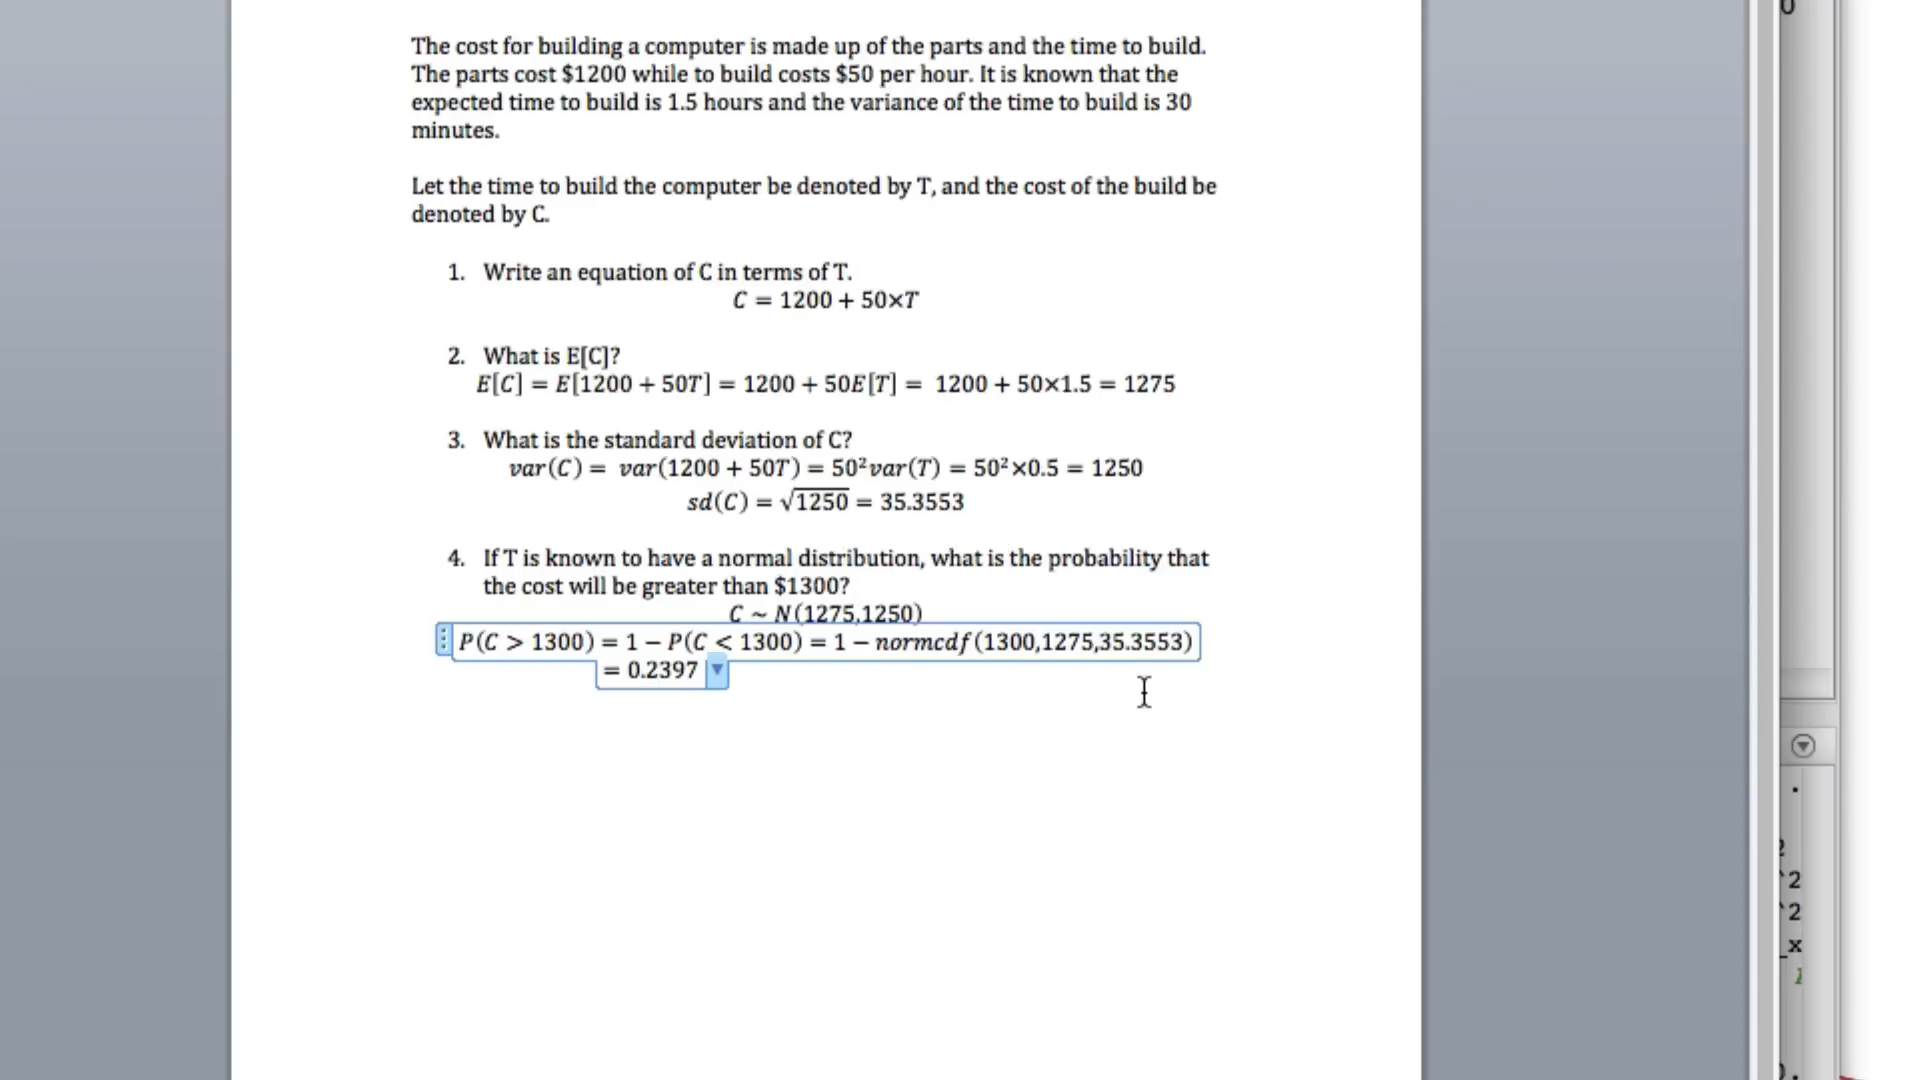 The cost for building a computer is made up of the parts and the time to build.
The parts cost $1200 while to build costs $50 per hour. It is known that the
expected time to build is 1.5 hours and the variance of the time to build is 30
minutes.
Let the time to build the computer be denoted by T, and the cost of the build be
denoted by C.
1. Write an equation of C in terms of T.
C = 1200 + 50×T
2. What is E[C]?
E[C] = E[1200 + 50T] = 1200 + 50E[T] = 1200 + 50×1.5 = 1275
3. What is the standard deviation of C?
var(C) = var(1200 + 50T) = 50²var(T) = 50²×0.5 = 1250
sd(C) = √1250 = 35.3553
4. If T is known to have a normal distribution, what is the probability that
the cost will be greater than $1300?
C ~ N(1275,1250)
P(C > 1300) = 1 − P(C < 1300) = 1 − normcdf(1300,1275,35.3553)
= 0.2397
^2
^2
_x